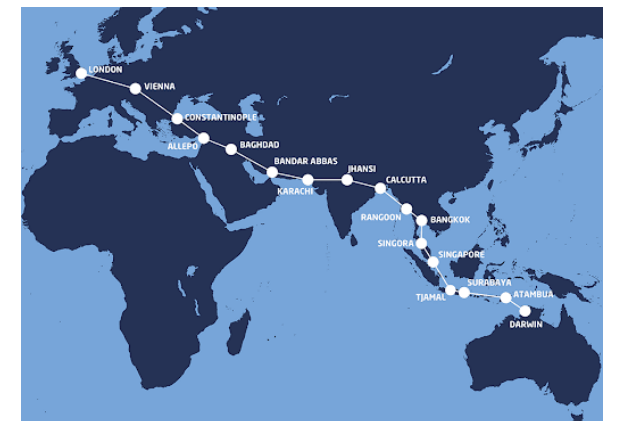 LONDON
VIENNA
CONSTANTINOPLE
ALLEPO
BAGHDAD
BANDAR ABBAS
KARACHI
JHANSI
CALCUTTA
RANGOON
BANGKOK
SINGORA
SINGAPORE
TJAMAL
SURABAYA
ATAMBUA
DARWIN